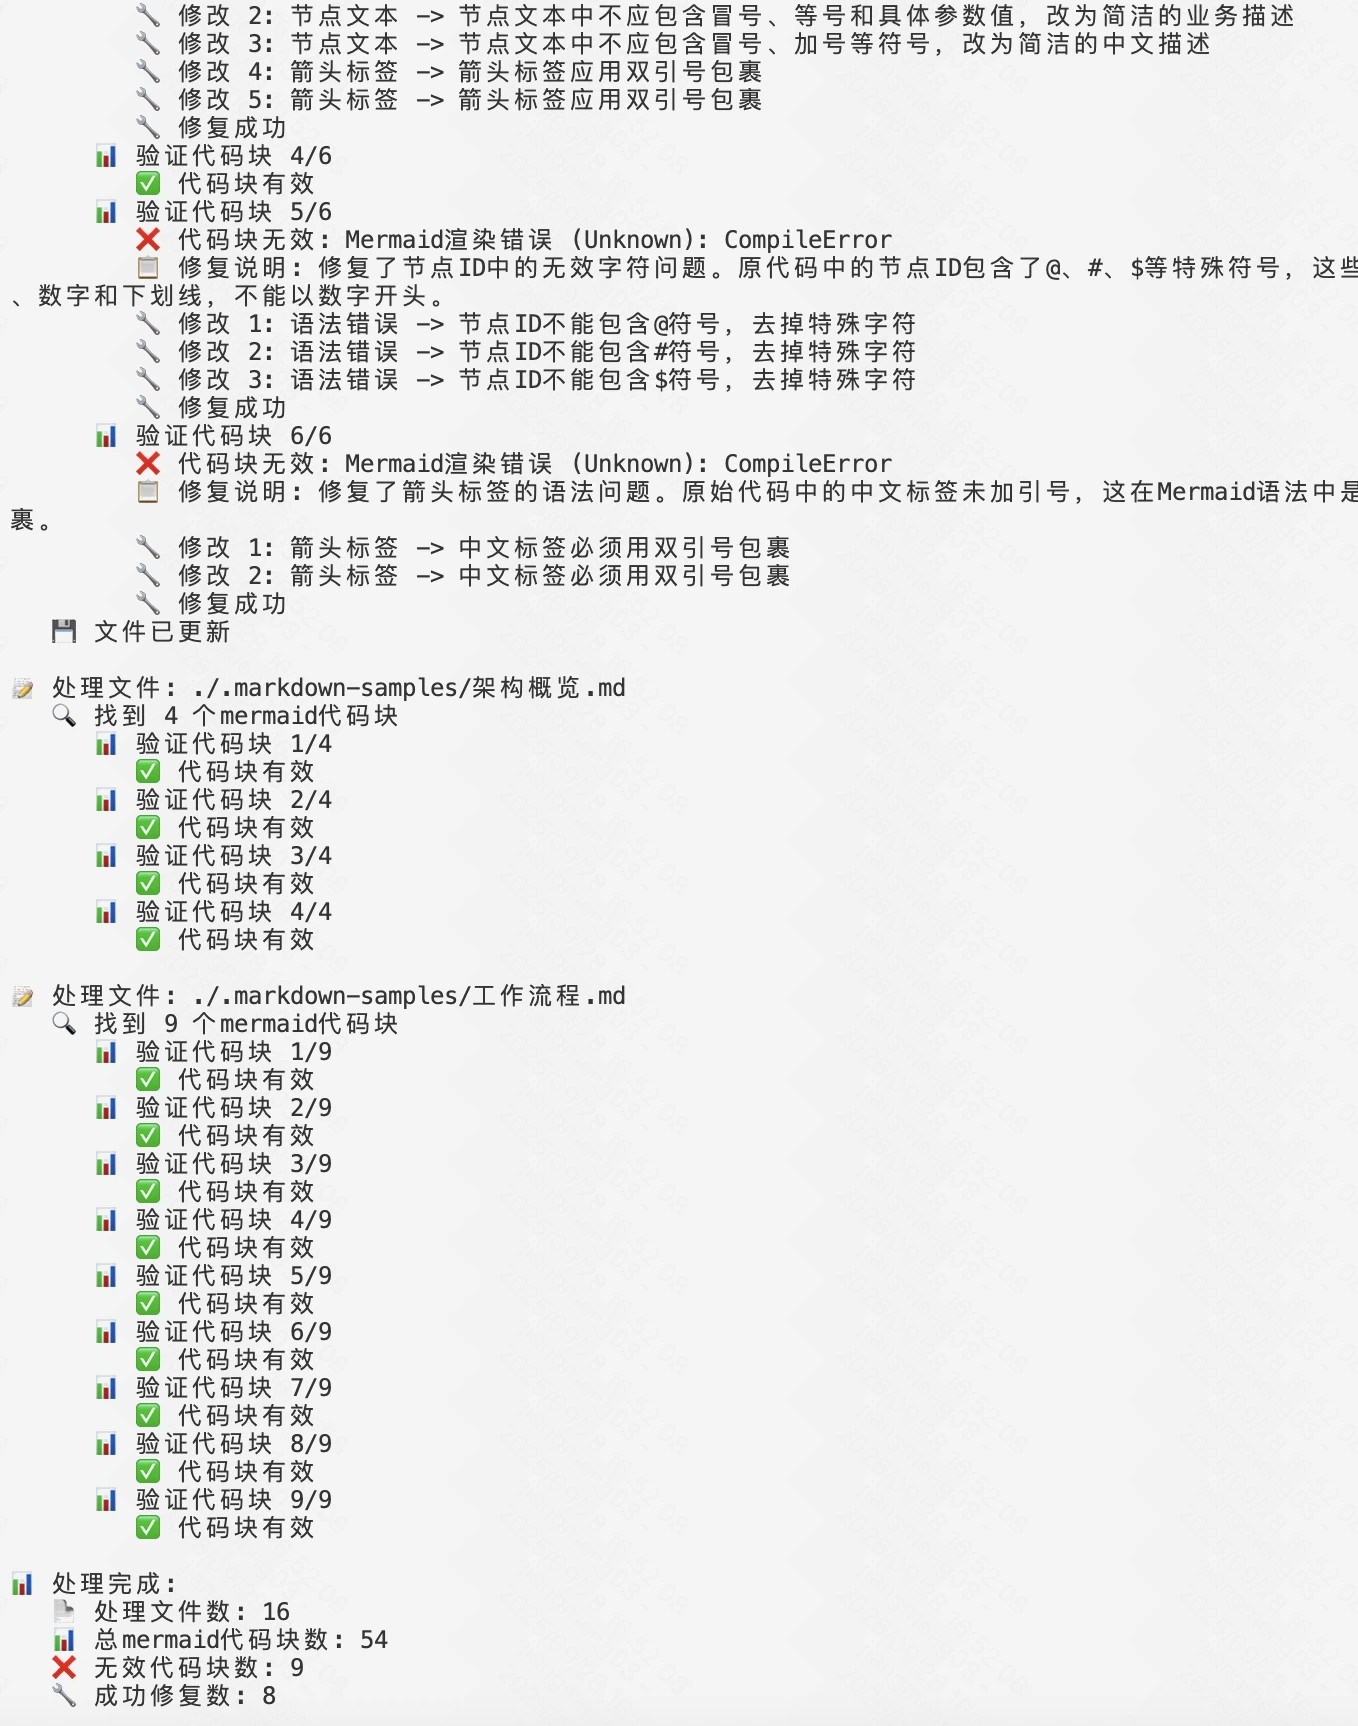 🔧 修改 2: 节点文本 -> 节点文本中不应包含冒号、等号和具体参数值，改为简洁的业务描述
🔧 修改 3: 节点文本 -> 节点文本中不应包含冒号、加号等符号，改为简洁的中文描述
🔧 修改 4: 箭头标签 -> 箭头标签应用双引号包裹
🔧 修改 5: 箭头标签 -> 箭头标签应用双引号包裹
🔧 修复成功
📊 验证代码块 4/6
✅ 代码块有效
📊 验证代码块 5/6
❌ 代码块无效: Mermaid渲染错误 (Unknown): CompileError
📋 修复说明: 修复了节点ID中的无效字符问题。原代码中的节点ID包含了@、#、$等特殊符号，这些
、数字和下划线，不能以数字开头。
🔧 修改 1: 语法错误 -> 节点ID不能包含@符号，去掉特殊字符
🔧 修改 2: 语法错误 -> 节点ID不能包含#符号，去掉特殊字符
🔧 修改 3: 语法错误 -> 节点ID不能包含$符号，去掉特殊字符
🔧 修复成功
📊 验证代码块 6/6
❌ 代码块无效: Mermaid渲染错误 (Unknown): CompileError
📋 修复说明: 修复了箭头标签的语法问题。原始代码中的中文标签未加引号，这在Mermaid语法中是
裹。
🔧 修改 1: 箭头标签 -> 中文标签必须用双引号包裹
🔧 修改 2: 箭头标签 -> 中文标签必须用双引号包裹
🔧 修复成功
💾 文件已更新
📝 处理文件: ./.markdown-samples/架构概览.md
🔍 找到 4 个mermaid代码块
📊 验证代码块 1/4
✅ 代码块有效
📊 验证代码块 2/4
✅ 代码块有效
📊 验证代码块 3/4
✅ 代码块有效
📊 验证代码块 4/4
✅ 代码块有效
📝 处理文件: ./.markdown-samples/工作流程.md
🔍 找到 9 个mermaid代码块
📊 验证代码块 1/9
✅ 代码块有效
📊 验证代码块 2/9
✅ 代码块有效
📊 验证代码块 3/9
✅ 代码块有效
📊 验证代码块 4/9
✅ 代码块有效
📊 验证代码块 5/9
✅ 代码块有效
📊 验证代码块 6/9
✅ 代码块有效
📊 验证代码块 7/9
✅ 代码块有效
📊 验证代码块 8/9
✅ 代码块有效
📊 验证代码块 9/9
✅ 代码块有效
📊 处理完成:
📄 处理文件数: 16
📊 总mermaid代码块数: 54
❌ 无效代码块数: 9
🔧 成功修复数: 8